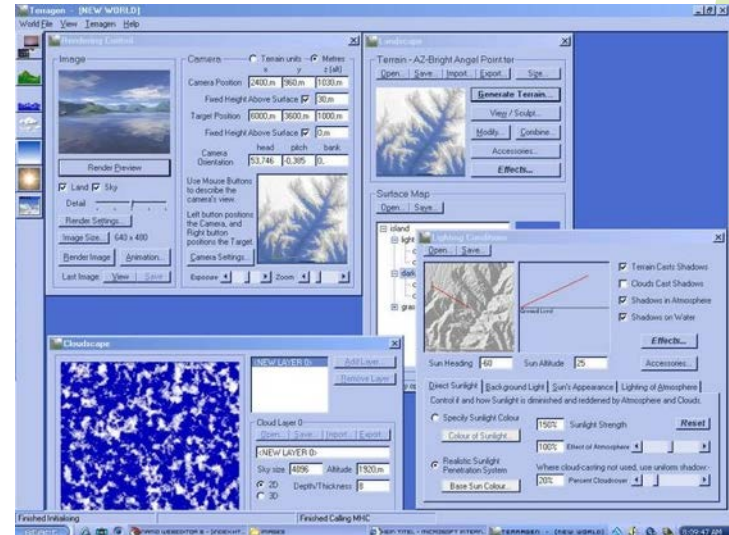 Terragen - [NEW WORLD]
World File View Terragen Help
Rendering Control
Image
Render Preview
Land Sky
Detail
Render Settings...
Image Size... 640 x 480
Render Image Animation...
Last Image: View Save
Camera Terrain units Metres
x y z (alt)
Camera Position 2400,m 960,m 1030,m
Fixed Height Above Surface 30,m
Target Position 6000,m 3600,m 1000,m
Fixed Height Above Surface 0,m
head pitch bank
Camera Orientation 53,746 -0,385 0,
Use Mouse Buttons
to describe the
camera's view.
Left button positions
the Camera, and
Right button
positions the Target.
Camera Settings...
Exposure Zoom
Landscape
Terrain - AZ-Bright Angel Point.ter
Open... Save... Import... Export... Size...
Generate Terrain...
View / Sculpt...
Modify... Combine...
Accessories...
Effects...
Surface Map
Open... Save...
island
light
dark
gras
Lighting Conditions
Open... Save...
Ground Level
Terrain Casts Shadows
Clouds Cast Shadows
Shadows in Atmosphere
Shadows on Water
Effects...
Accessories...
Sun Heading -60 Sun Altitude 25
Direct Sunlight Background Light Sun's Appearance Lighting of Atmosphere
Control if and how Sunlight is diminished and reddened by Atmosphere and Clouds.
Specify Sunlight Colour
Colour of Sunlight...
150% Sunlight Strength Reset
100% Effect of Atmosphere
Realistic Sunlight
Penetration System
Base Sun Colour...
Where cloud-casting not used, use uniform shadow
20% Percent Cloudcover
Cloudscape
<NEW LAYER 0>
Add Layer...
Remove Layer
Cloud Layer 0
Open... Save... Import... Export...
<NEW LAYER 0>
Sky size 4096 Altitude 1920,m
2D
3D
Depth/Thickness 8
Finished Initialising Finished Calling MHC
IMAGES
TERRAGEN - [NEW WORLD]